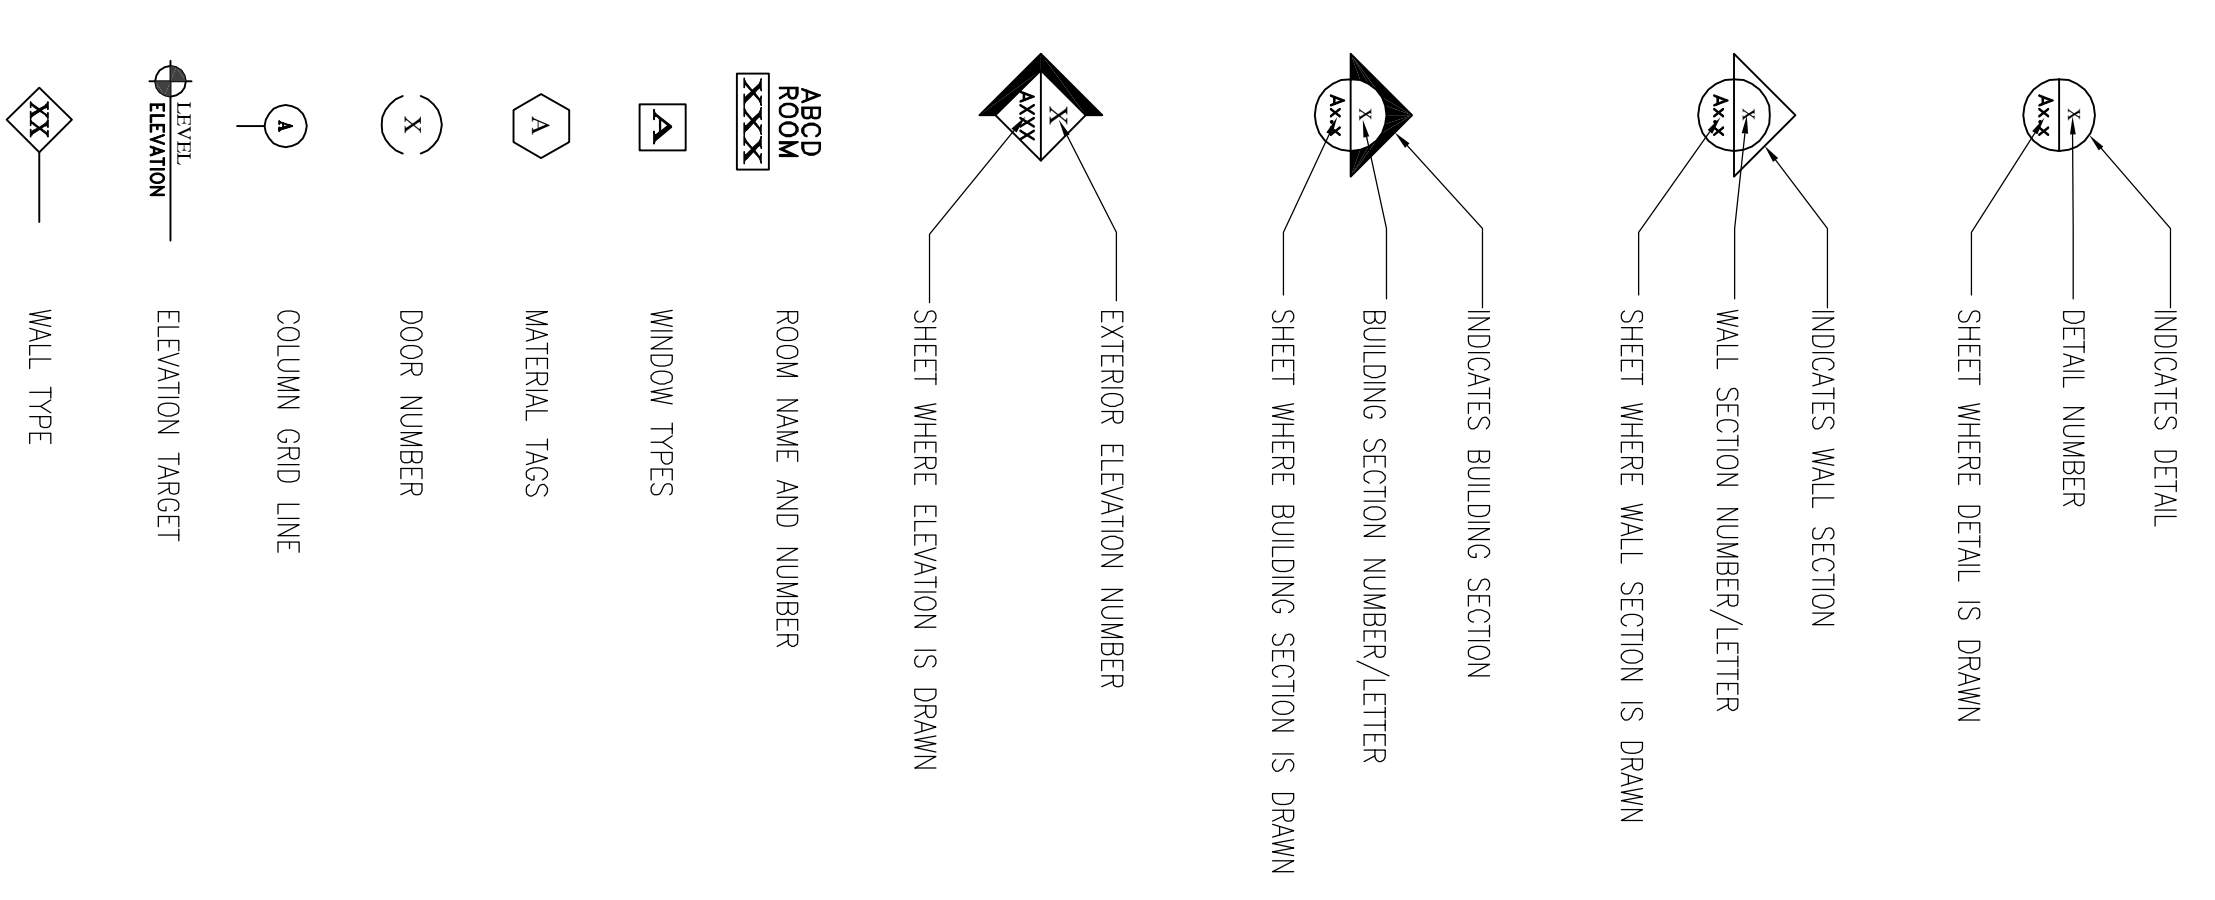 X
Ax.x
INDICATES DETAIL
DETAIL NUMBER
SHEET WHERE DETAIL IS DRAWN
X
Ax.x
INDICATES WALL SECTION
WALL SECTION NUMBER/LETTER
SHEET WHERE WALL SECTION IS DRAWN
X
Ax.x
INDICATES BUILDING SECTION
BUILDING SECTION NUMBER/LETTER
SHEET WHERE BUILDING SECTION IS DRAWN
X
AXXX
EXTERIOR ELEVATION NUMBER
SHEET WHERE ELEVATION IS DRAWN
ABCD
ROOM
XXX
ROOM NAME AND NUMBER
A
WINDOW TYPES
A
MATERIAL TAGS
X
DOOR NUMBER
A
COLUMN GRID LINE
LEVEL
ELEVATION
ELEVATION TARGET
XX
WALL TYPE